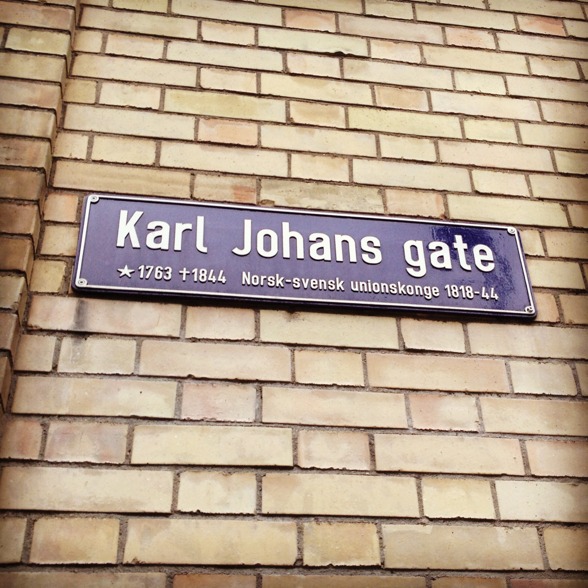 Karl Johans gate
★1763 ✝1844 Norsk-svensk unionskonge 1818-44